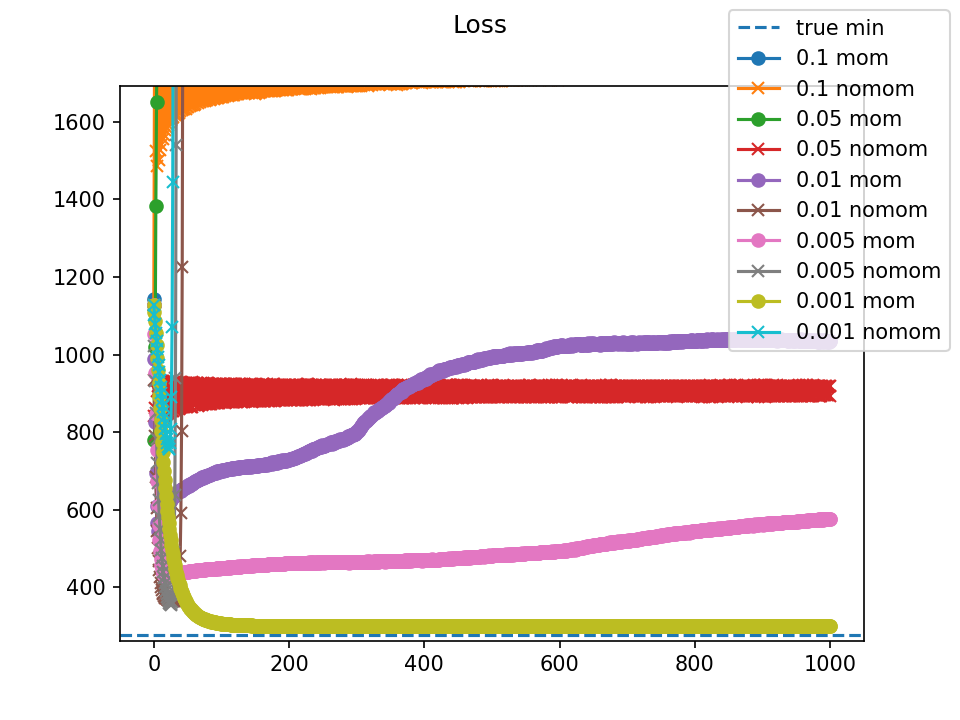 Loss
true min
0.1 mom
0.1 nomom
0.05 mom
0.05 nomom
0.01 mom
0.01 nomom
0.005 mom
0.005 nomom
0.001 mom
0.001 nomom
1600
1400
1200
1000
800
600
400
0 200 400 600 800 1000